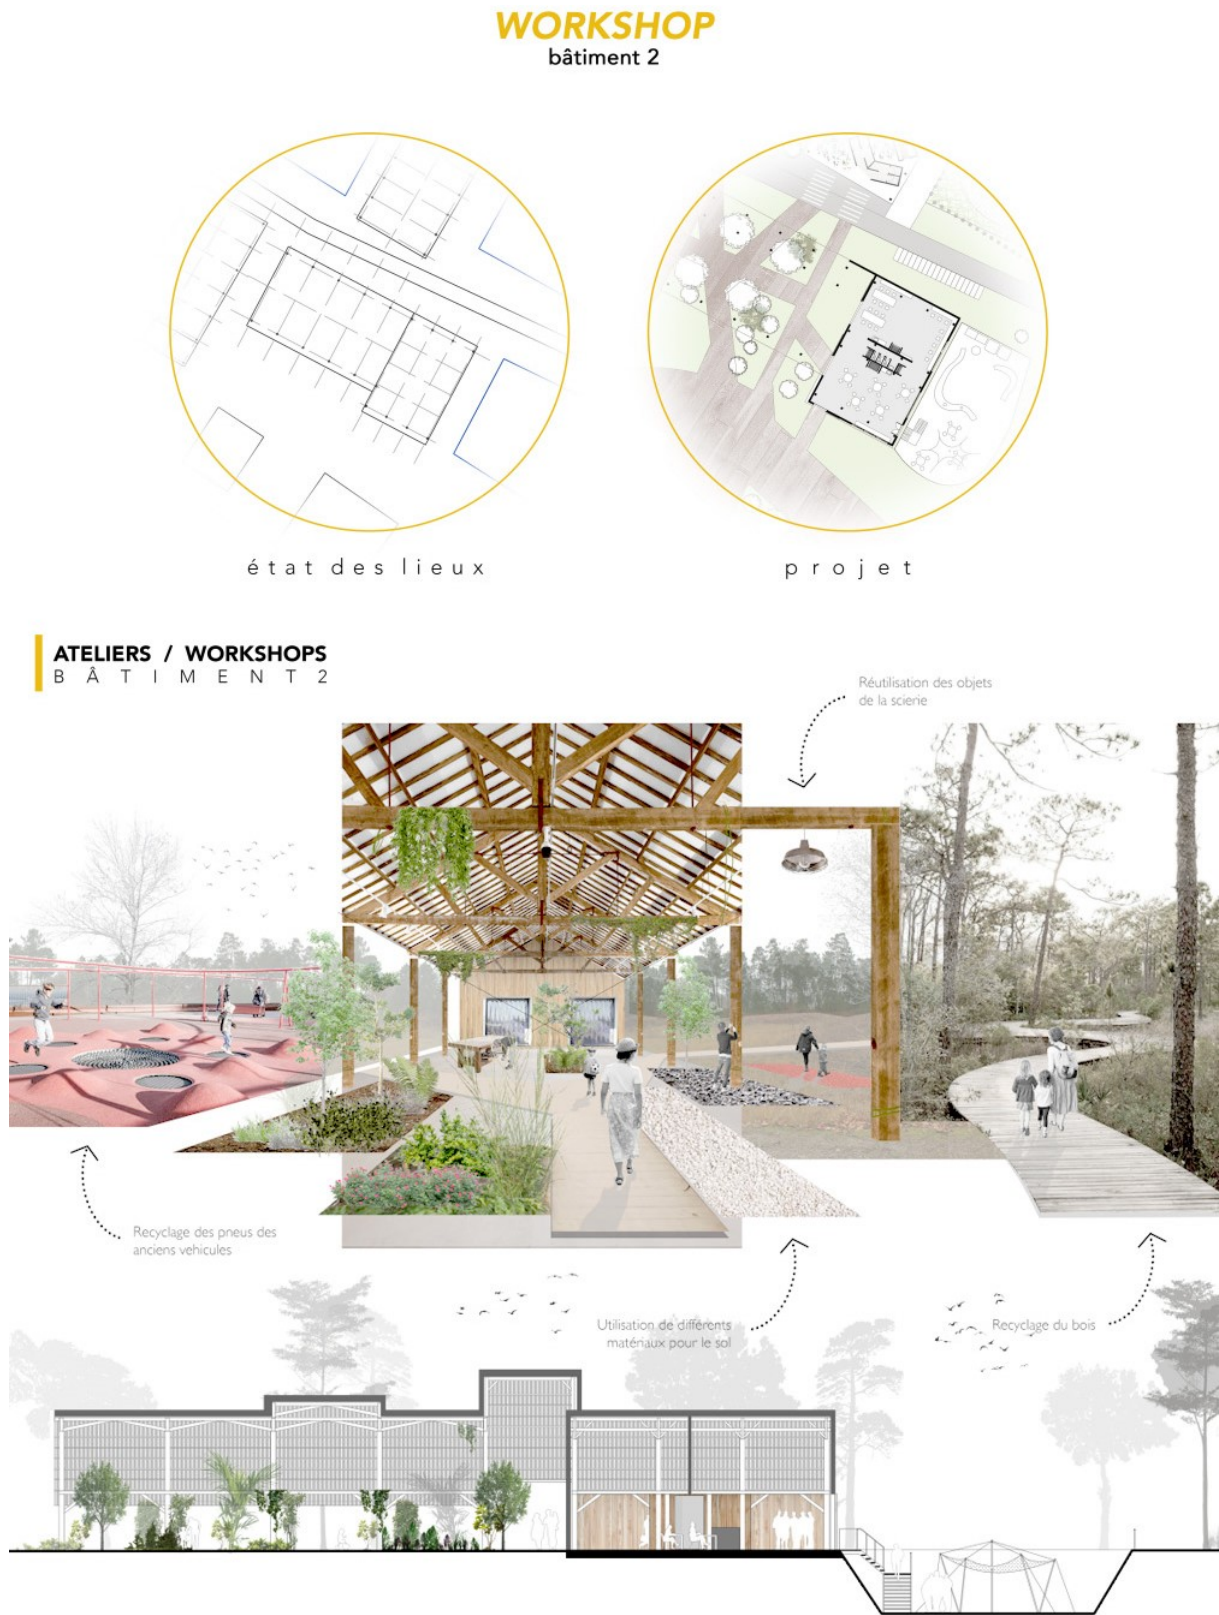 WORKSHOP
bâtiment 2
état des lieux
projet
ATELIERS / WORKSHOPS
BÂTIMENT 2
Réutilisation des objets
de la scierie
Recyclage des pneus des
anciens vehicules
Utilisation de différents
matériaux pour le sol
Recyclage du bois